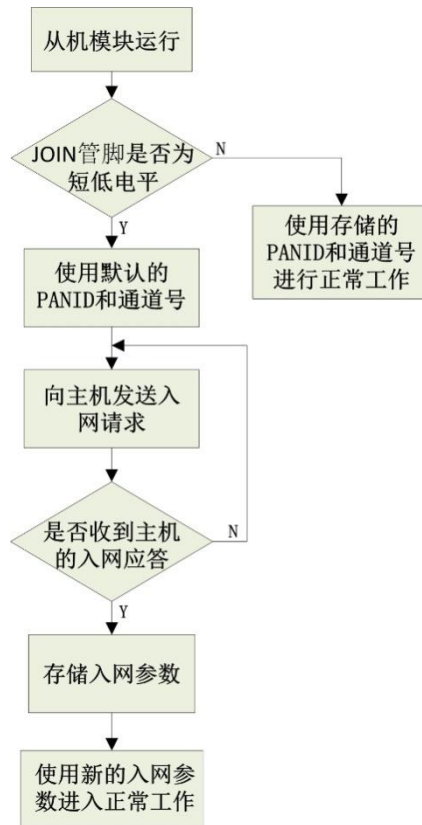 从机模块运行
JOIN管脚是否为
短低电平
N
Y
使用存储的
PANID和通道号
进行正常工作
使用默认的
PANID和通道号
向主机发送入
网请求
是否收到主机
的入网应答
N
Y
存储入网参数
使用新的入网参
数进入正常工作